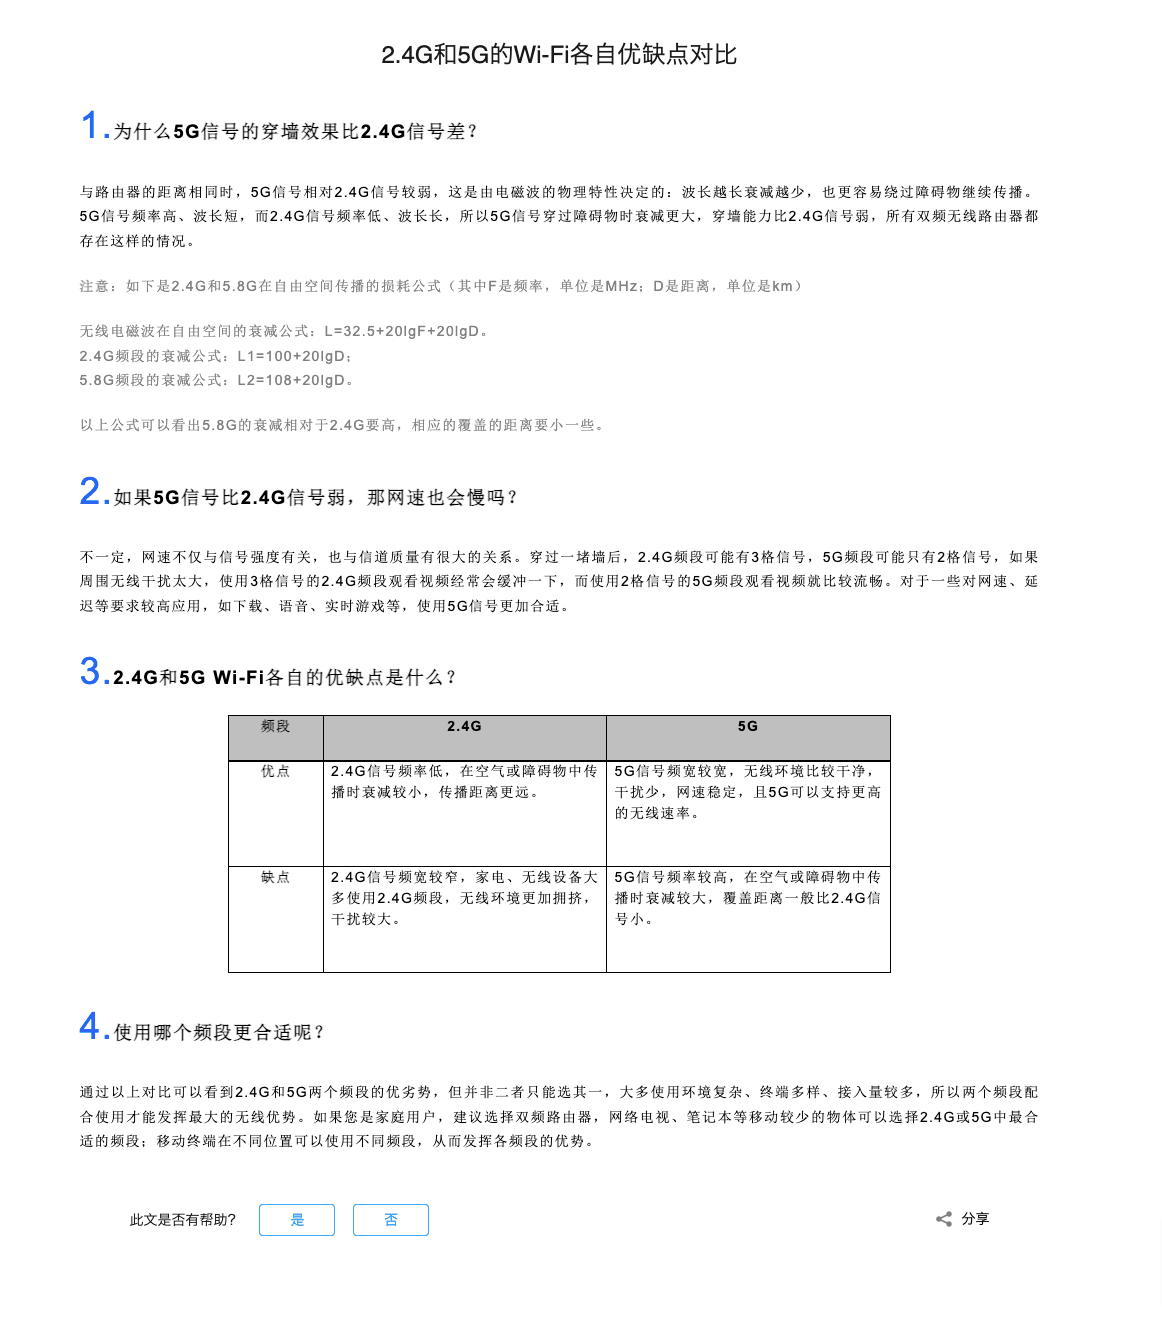 2.4G和5G的Wi-Fi各自优缺点对比
1.为什么5G信号的穿墙效果比2.4G信号差？
与路由器的距离相同时，5G信号相对2.4G信号较弱，这是由电磁波的物理特性决定的：波长越长衰减越少，也更容易绕过障碍物继续传播。
5G信号频率高、波长短，而2.4G信号频率低、波长长，所以5G信号穿过障碍物时衰减更大，穿墙能力比2.4G信号弱，所有双频无线路由器都
存在这样的情况。
注意：如下是2.4G和5.8G在自由空间传播的损耗公式（其中F是频率，单位是MHz；D是距离，单位是km）
无线电磁波在自由空间的衰减公式：L=32.5+20lgF+20lgD。
2.4G频段的衰减公式：L1=100+20lgD；
5.8G频段的衰减公式：L2=108+20lgD。
以上公式可以看出5.8G的衰减相对于2.4G要高，相应的覆盖的距离要小一些。
2.如果5G信号比2.4G信号弱，那网速也会慢吗？
不一定，网速不仅与信号强度有关，也与信道质量有很大的关系。穿过一堵墙后，2.4G频段可能有3格信号，5G频段可能只有2格信号，如果
周围无线干扰太大，使用3格信号的2.4G频段观看视频经常会缓冲一下，而使用2格信号的5G频段观看视频就比较流畅。对于一些对网速、延
迟等要求较高应用，如下载、语音、实时游戏等，使用5G信号更加合适。
3.2.4G和5G Wi-Fi各自的优缺点是什么？
频段 2.4G 5G
优点 2.4G信号频率低，在空气或障碍物中传 5G信号频宽较宽，无线环境比较干净，
播时衰减较小，传播距离更远。 干扰少，网速稳定，且5G可以支持更高
的无线速率。
缺点 2.4G信号频宽较窄，家电、无线设备大 5G信号频率较高，在空气或障碍物中传
多使用2.4G频段，无线环境更加拥挤， 播时衰减较大，覆盖距离一般比2.4G信
干扰较大。 号小。
4.使用哪个频段更合适呢？
通过以上对比可以看到2.4G和5G两个频段的优劣势，但并非二者只能选其一，大多使用环境复杂、终端多样、接入量较多，所以两个频段配
合使用才能发挥最大的无线优势。如果您是家庭用户，建议选择双频路由器，网络电视、笔记本等移动较少的物体可以选择2.4G或5G中最合
适的频段；移动终端在不同位置可以使用不同频段，从而发挥各频段的优势。
此文是否有帮助? 是 否 分享